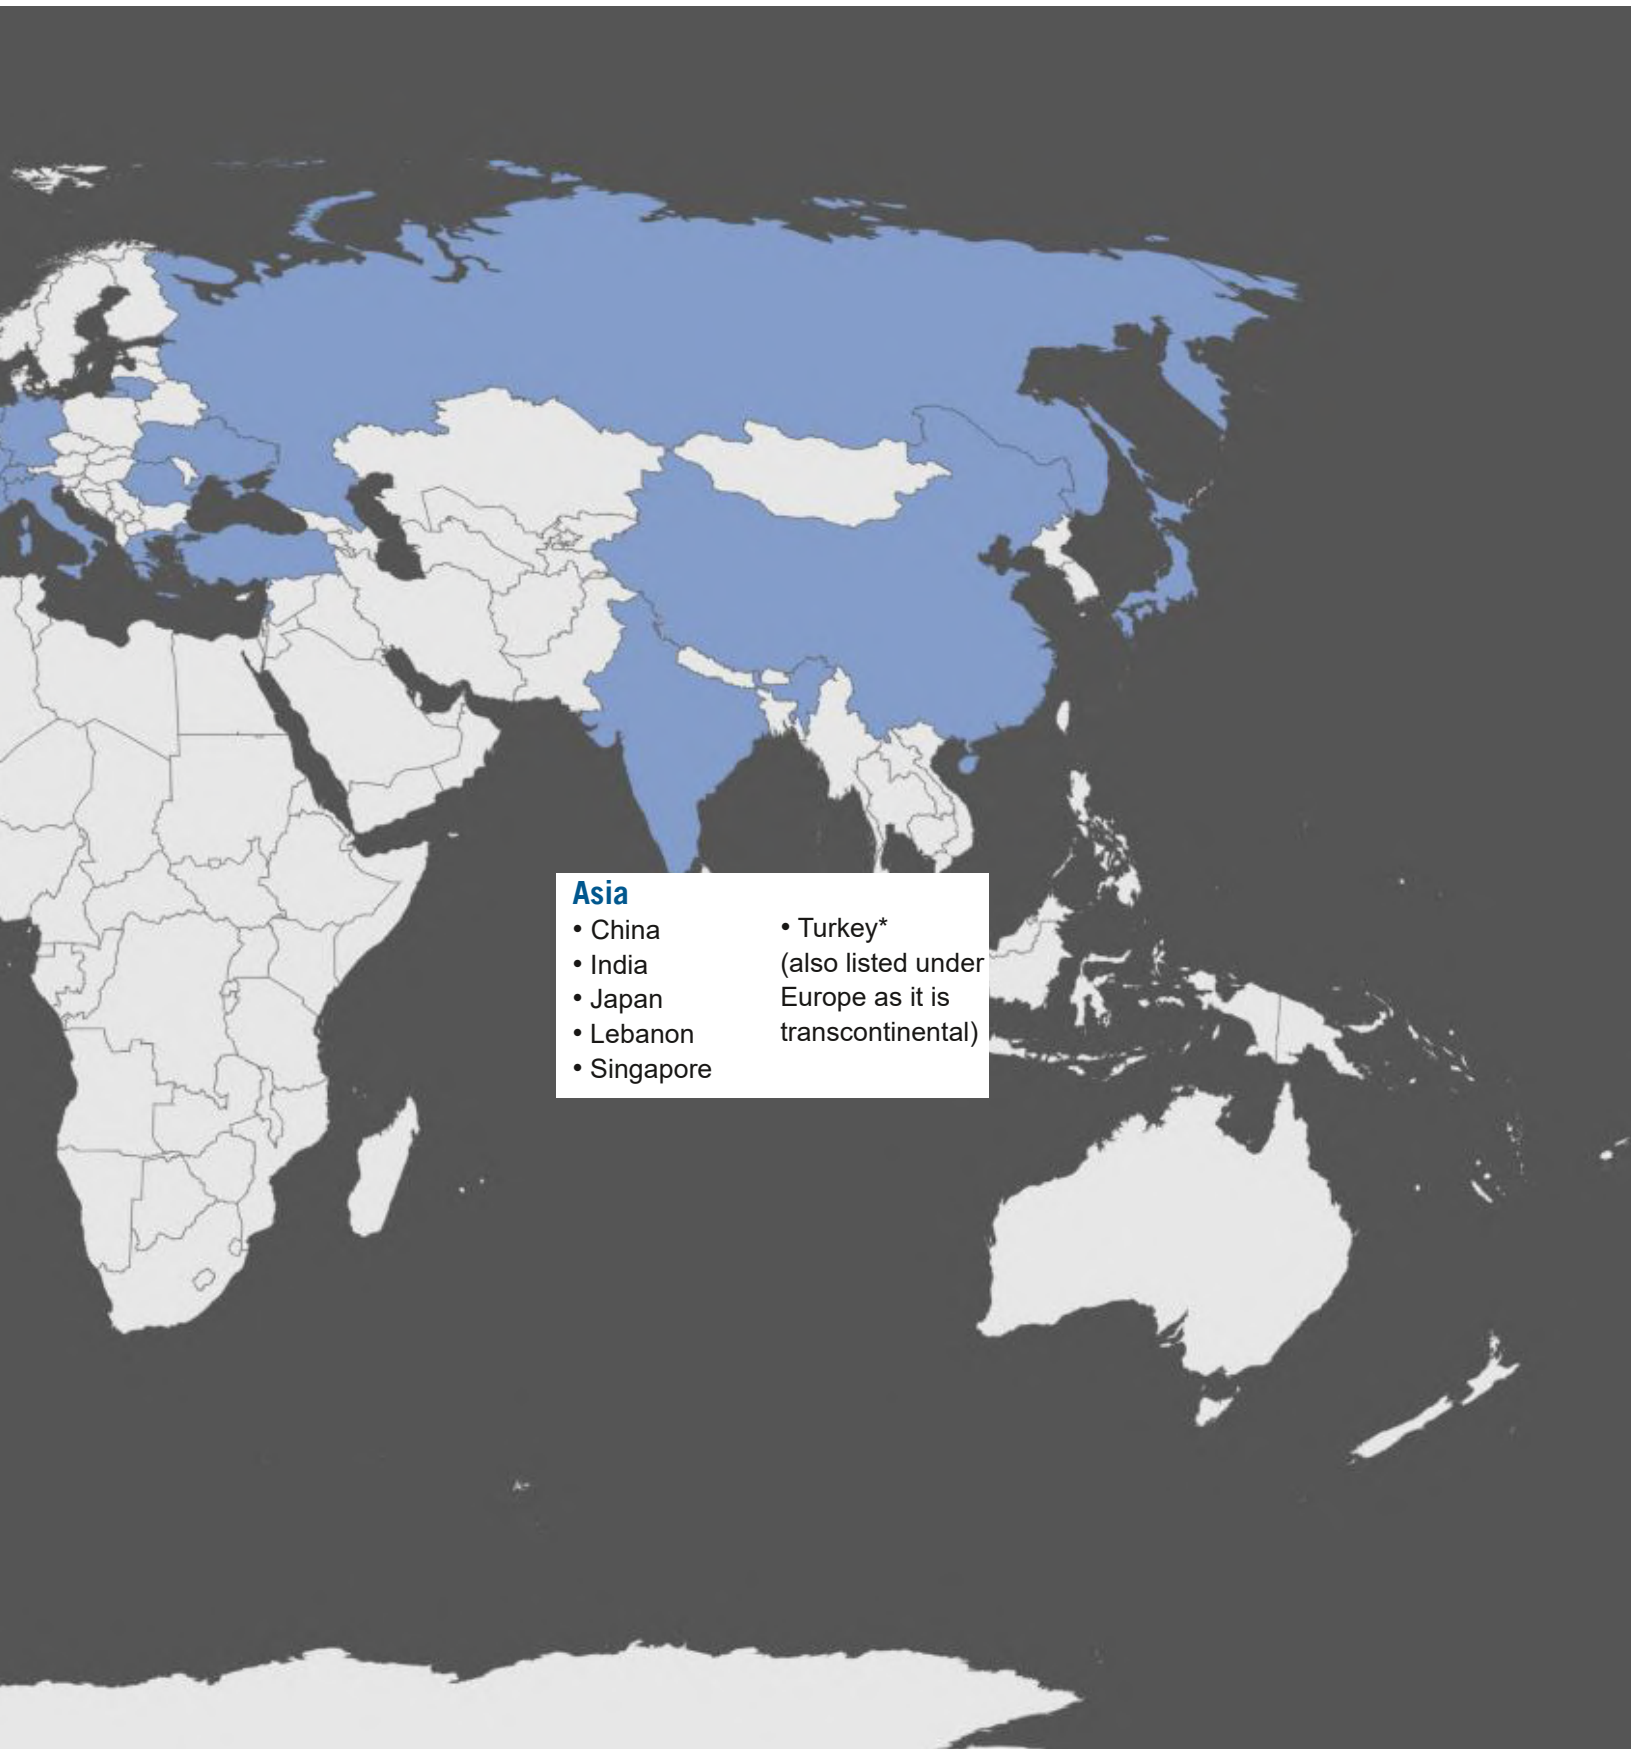 Asia
• China
• India
• Japan
• Lebanon
• Singapore
• Turkey*
(also listed under
Europe as it is
transcontinental)